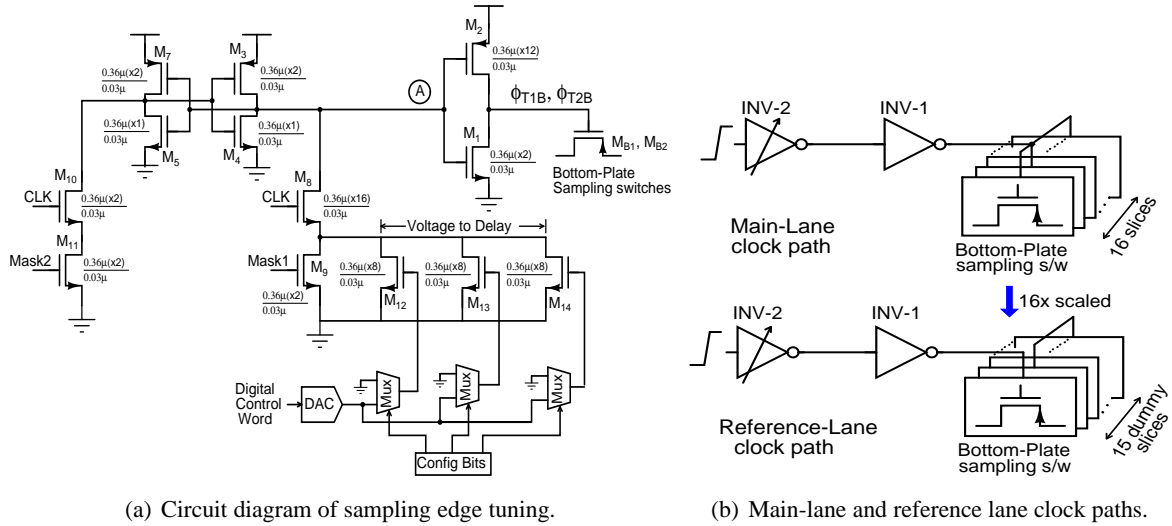 M2
0.36µ(x12)
0.03µ
M7
M3
0.36µ(x2)
0.03µ
0.36µ(x2)
0.03µ
A
ϕT1B, ϕT2B
0.36µ(x1)
0.03µ
0.36µ(x1)
0.03µ
M5
M4
M1
0.36µ(x2)
0.03µ
MB1, MB2
Bottom-Plate
Sampling switches
M10
CLK
0.36µ(x2)
0.03µ
M8
CLK
0.36µ(x16)
0.03µ
Voltage to Delay
M11
Mask2
0.36µ(x2)
0.03µ
Mask1
M9
0.36µ(x2)
0.03µ
0.36µ(x8)
0.03µ
M12
0.36µ(x8)
0.03µ
M13
0.36µ(x8)
0.03µ
M14
Digital
Control
Word
DAC
Mux
Mux
Mux
Config Bits
(a) Circuit diagram of sampling edge tuning.
INV-2
INV-1
Main-Lane
clock path
Bottom-Plate
sampling s/w
16 slices
16x scaled
INV-2
INV-1
Reference-Lane
clock path
Bottom-Plate
sampling s/w
15 dummy
slices
(b) Main-lane and reference lane clock paths.